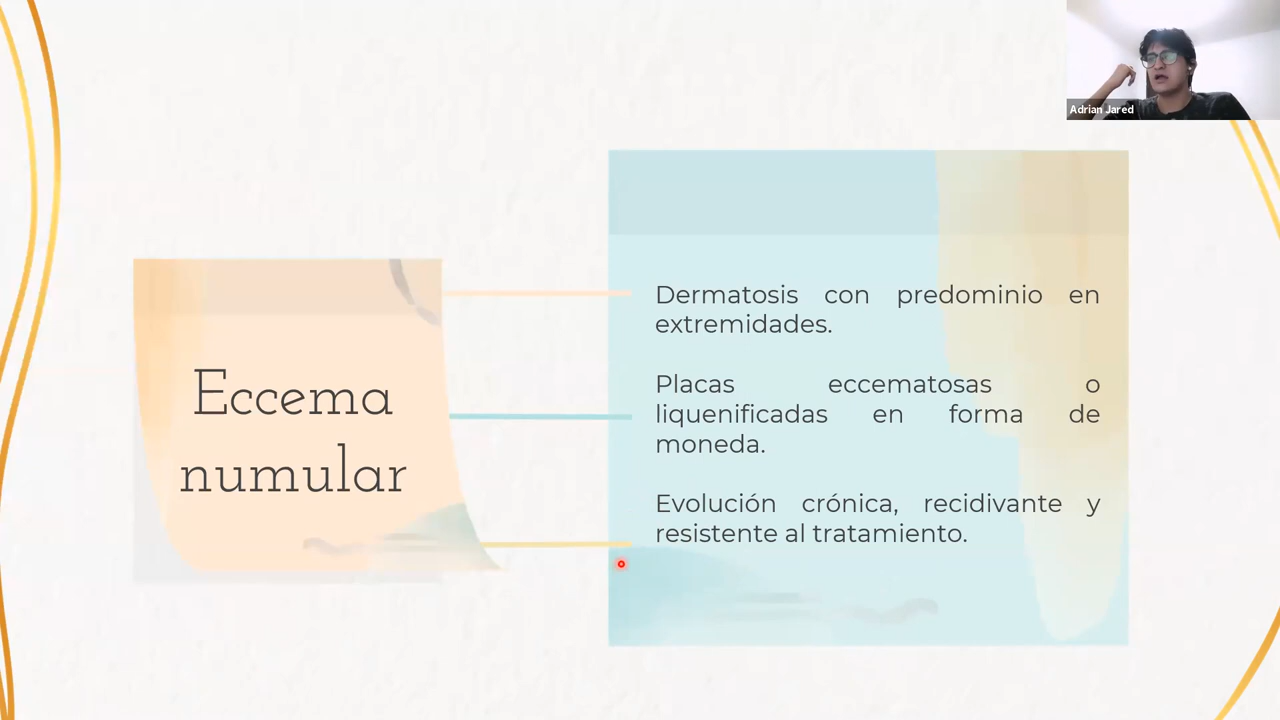 Adrian Jared
Eccema
numular
Dermatosis con predominio en
extremidades.
Placas eccematosas o
liquenificadas en forma de
moneda.
Evolución crónica, recidivante y
resistente al tratamiento.